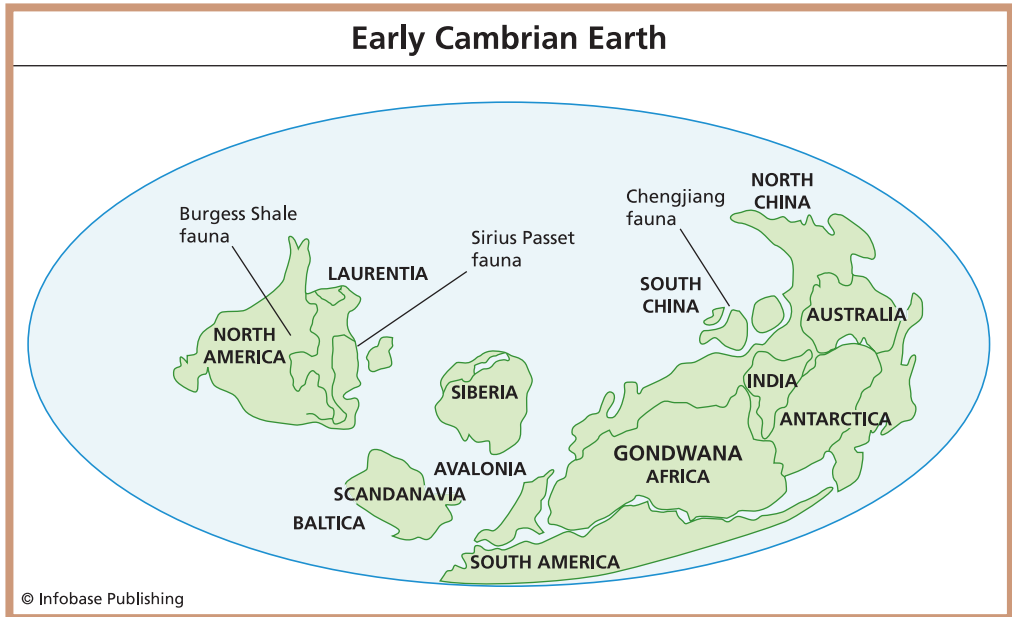 Early Cambrian Earth
NORTH
CHINA
Chengjiang
fauna
Burgess Shale
fauna
Sirius Passet
fauna
LAURENTIA
SOUTH
CHINA
AUSTRALIA
NORTH
AMERICA
INDIA
SIBERIA
ANTARCTICA
GONDWANA
AFRICA
AVALONIA
SCANDANAVIA
BALTICA
SOUTH AMERICA
© Infobase Publishing